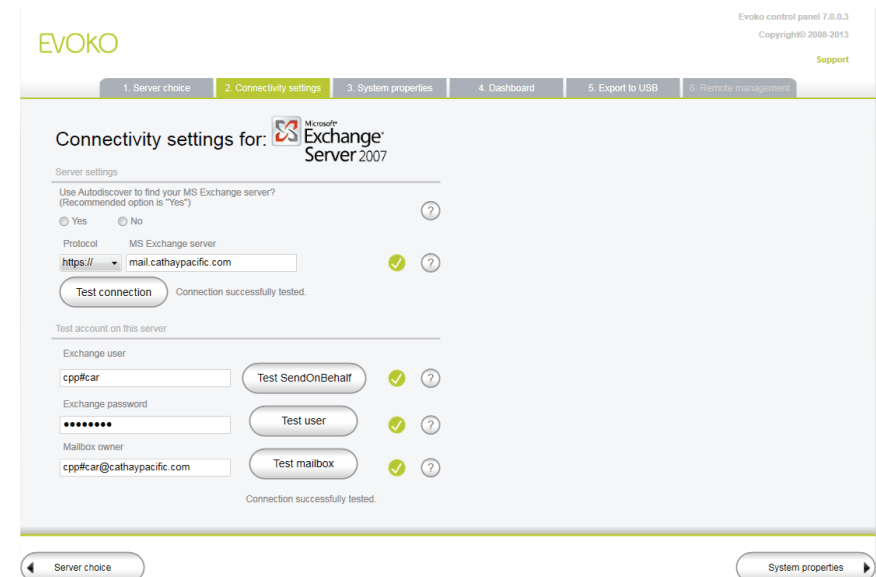 Evoko control panel 7.0.0.3
EVOKO
Copyright© 2008-2013
Support
1. Server choice 2. Connectivity settings 3. System properties 4. Dashboard 5. Export to USB 6. Remote management
Connectivity settings for: Microsoft® Exchange Server 2007
Server settings
Use Autodiscover to find your MS Exchange server?
(Recommended option is "Yes")
?
Yes No
Protocol MS Exchange server
https:// mail.cathaypacific.com ?
Test connection Connection successfully tested.
Test account on this server
Exchange user
cpp#car Test SendOnBehalf ?
Exchange password
•••••••• Test user ?
Mailbox owner
cpp#car@cathaypacific.com Test mailbox ?
Connection successfully tested.
Server choice System properties